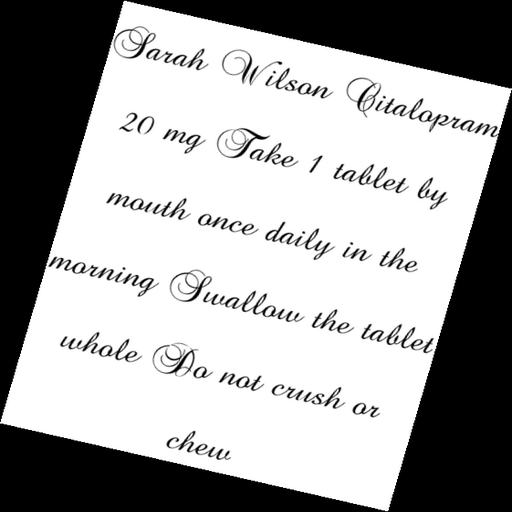 Sarah Wilson Citalopram
20 mg Take 1 tablet by
mouth once daily in the
morning Swallow the tablet
whole Do not crush or
chew